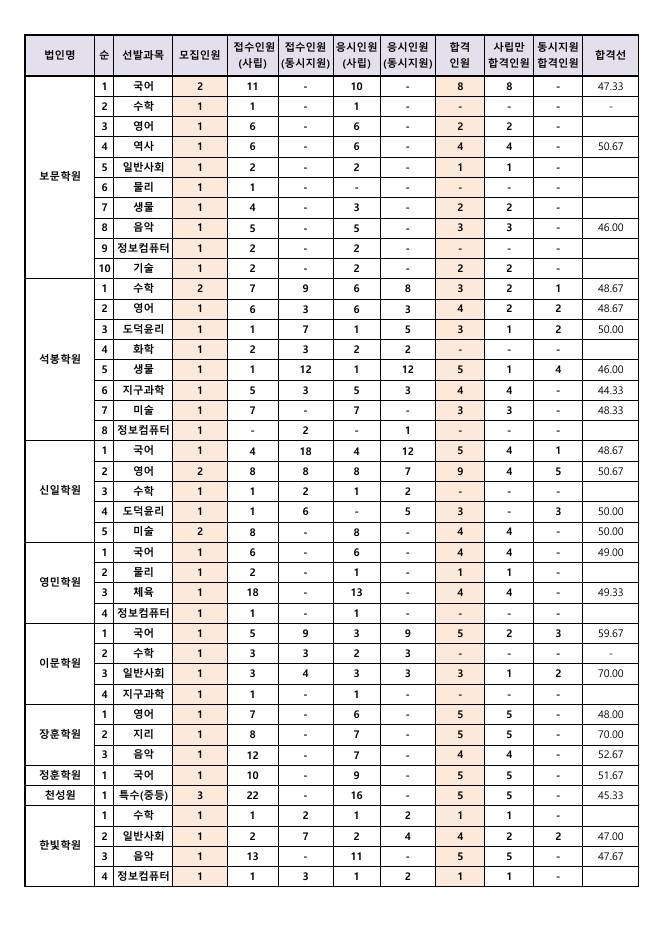 법인명 순 선발과목 모집인원 접수인원 (사립) 접수인원 (동시지원) 응시인원 (사립) 응시인원 (동시지원) 합격 인원 사립만 합격인원 동시지원 합격인원 합격선
보문학원 1 국어 2 11 - 10 - 8 8 - 47.33
2 수학 1 1 - 1 - - - - -
3 영어 1 6 - 6 - 2 2 -
4 역사 1 6 - 6 - 4 4 - 50.67
5 일반사회 1 2 - 2 - 1 1 -
6 물리 1 1 - - - - - -
7 생물 1 4 - 3 - 2 2 -
8 음악 1 5 - 5 - 3 3 - 46.00
9 정보컴퓨터 1 2 - 2 - - - -
10 기술 1 2 - 2 - 2 2 -
석봉학원 1 수학 2 7 9 6 8 3 2 1 48.67
2 영어 1 6 3 6 3 4 2 2 48.67
3 도덕윤리 1 1 7 1 5 3 1 2 50.00
4 화학 1 2 3 2 2 - - -
5 생물 1 1 12 1 12 5 1 4 46.00
6 지구과학 1 5 3 5 3 4 4 - 44.33
7 미술 1 7 - 7 - 3 3 - 48.33
8 정보컴퓨터 1 - 2 - 1 - - -
신일학원 1 국어 1 4 18 4 12 5 4 1 48.67
2 영어 2 8 8 8 7 9 4 5 50.67
3 수학 1 1 2 1 2 - - -
4 도덕윤리 1 1 6 - 5 3 - 3 50.00
5 미술 2 8 - 8 - 4 4 - 50.00
영민학원 1 국어 1 6 - 6 - 4 4 - 49.00
2 물리 1 2 - 1 - 1 1 -
3 체육 1 18 - 13 - 4 4 - 49.33
4 정보컴퓨터 1 1 - 1 - - - -
이문학원 1 국어 1 5 9 3 9 5 2 3 59.67
2 수학 1 3 3 2 3 - - - -
3 일반사회 1 3 4 3 3 3 1 2 70.00
4 지구과학 1 1 - 1 - - - -
장훈학원 1 영어 1 7 - 6 - 5 5 - 48.00
2 지리 1 8 - 7 - 5 5 - 70.00
3 음악 1 12 - 7 - 4 4 - 52.67
정훈학원 1 국어 1 10 - 9 - 5 5 - 51.67
천성원 1 특수(중등) 3 22 - 16 - 5 5 - 45.33
한빛학원 1 수학 1 1 2 1 2 1 1 -
2 일반사회 1 2 7 2 4 4 2 2 47.00
3 음악 1 13 - 11 - 5 5 - 47.67
4 정보컴퓨터 1 1 3 1 2 1 1 -